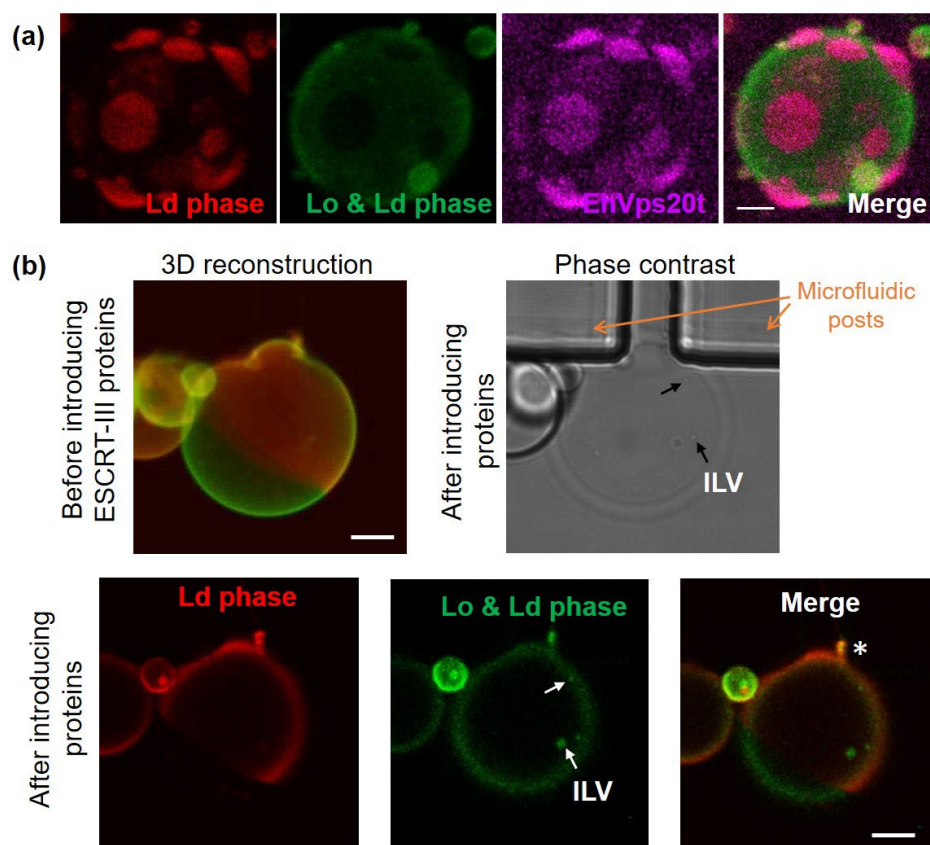 (a)
Ld phase
Lo & Ld phase
EhVps20t
Merge
(b)
3D reconstruction
Phase contrast
Before introducing
ESCRT-III proteins
After introducing
proteins
Microfluidic
posts
ILV
After introducing
proteins
Ld phase
Lo & Ld phase
ILV
Merge
*